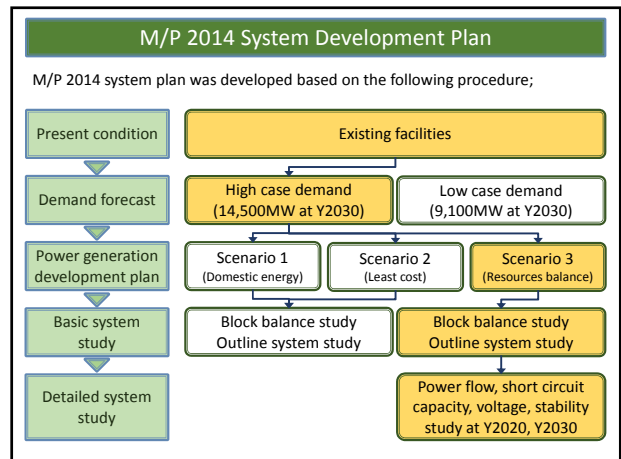 M/P 2014 System Development Plan
M/P 2014 system plan was developed based on the following procedure;
Present condition
Existing facilities
Demand forecast
High case demand
(14,500MW at Y2030)
Low case demand
(9,100MW at Y2030)
Power generation
development plan
Scenario 1
(Domestic energy)
Scenario 2
(Least cost)
Scenario 3
(Resources balance)
Basic system
study
Block balance study
Outline system study
Block balance study
Outline system study
Detailed system
study
Power flow, short circuit
capacity, voltage, stability
study at Y2020, Y2030